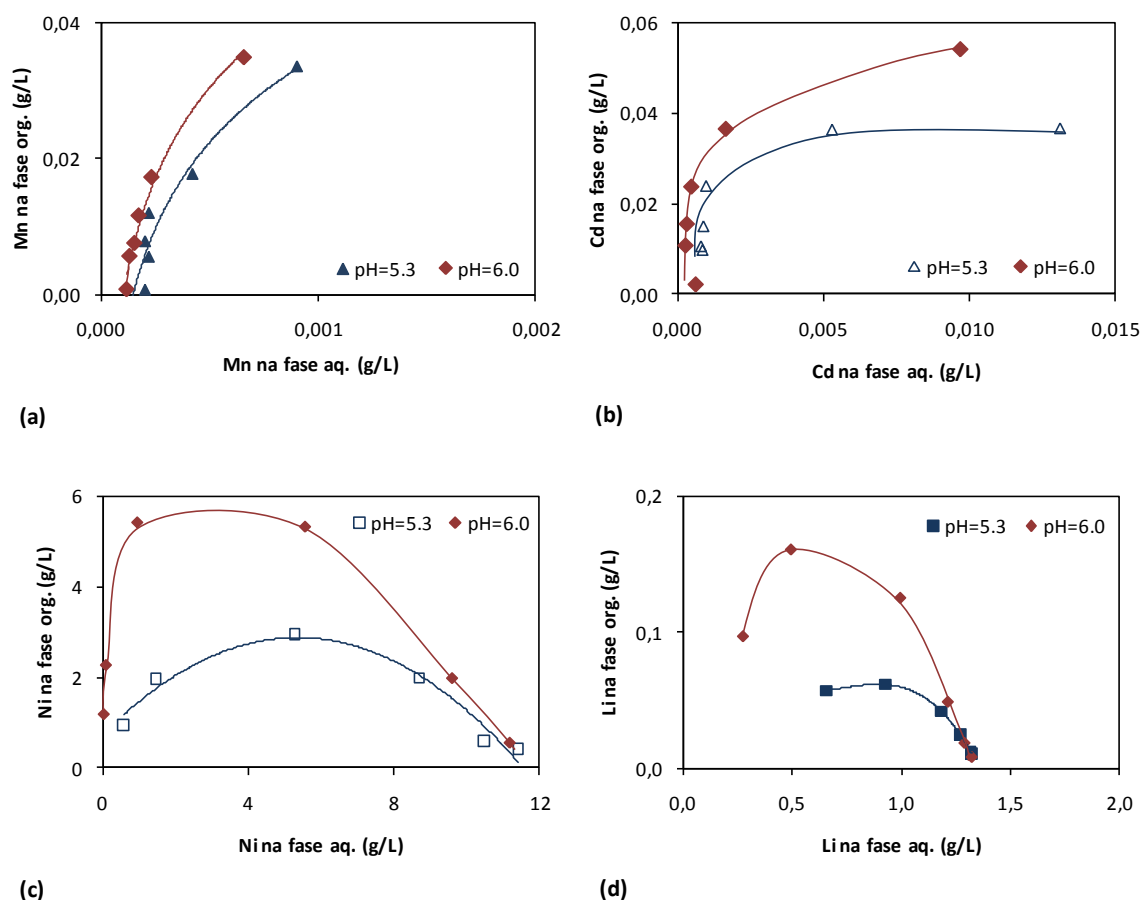 0,04
0,02
0,00
Mn na fase org. (g/L)
pH=5.3 pH=6.0
0,000 0,001 0,002
Mn na fase aq. (g/L)
(a)
0,06
0,04
0,02
0,00
Cd na fase org. (g/L)
pH=5.3 pH=6.0
0,000 0,005 0,010 0,015
Cd na fase aq. (g/L)
(b)
6
4
2
0
Ni na fase org. (g/L)
pH=5.3 pH=6.0
0 4 8 12
Ni na fase aq. (g/L)
(c)
0,2
0,1
0,0
Li na fase org. (g/L)
pH=5.3 pH=6.0
0,0 0,5 1,0 1,5 2,0
Li na fase aq. (g/L)
(d)